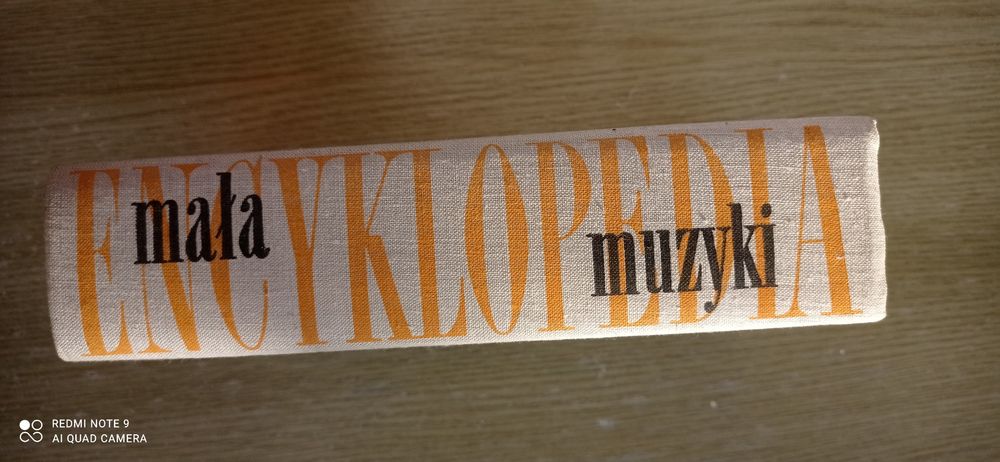 mała
ENCYKLOPEDIA
muzyki
REDMI NOTE 9
AI QUAD CAMERA